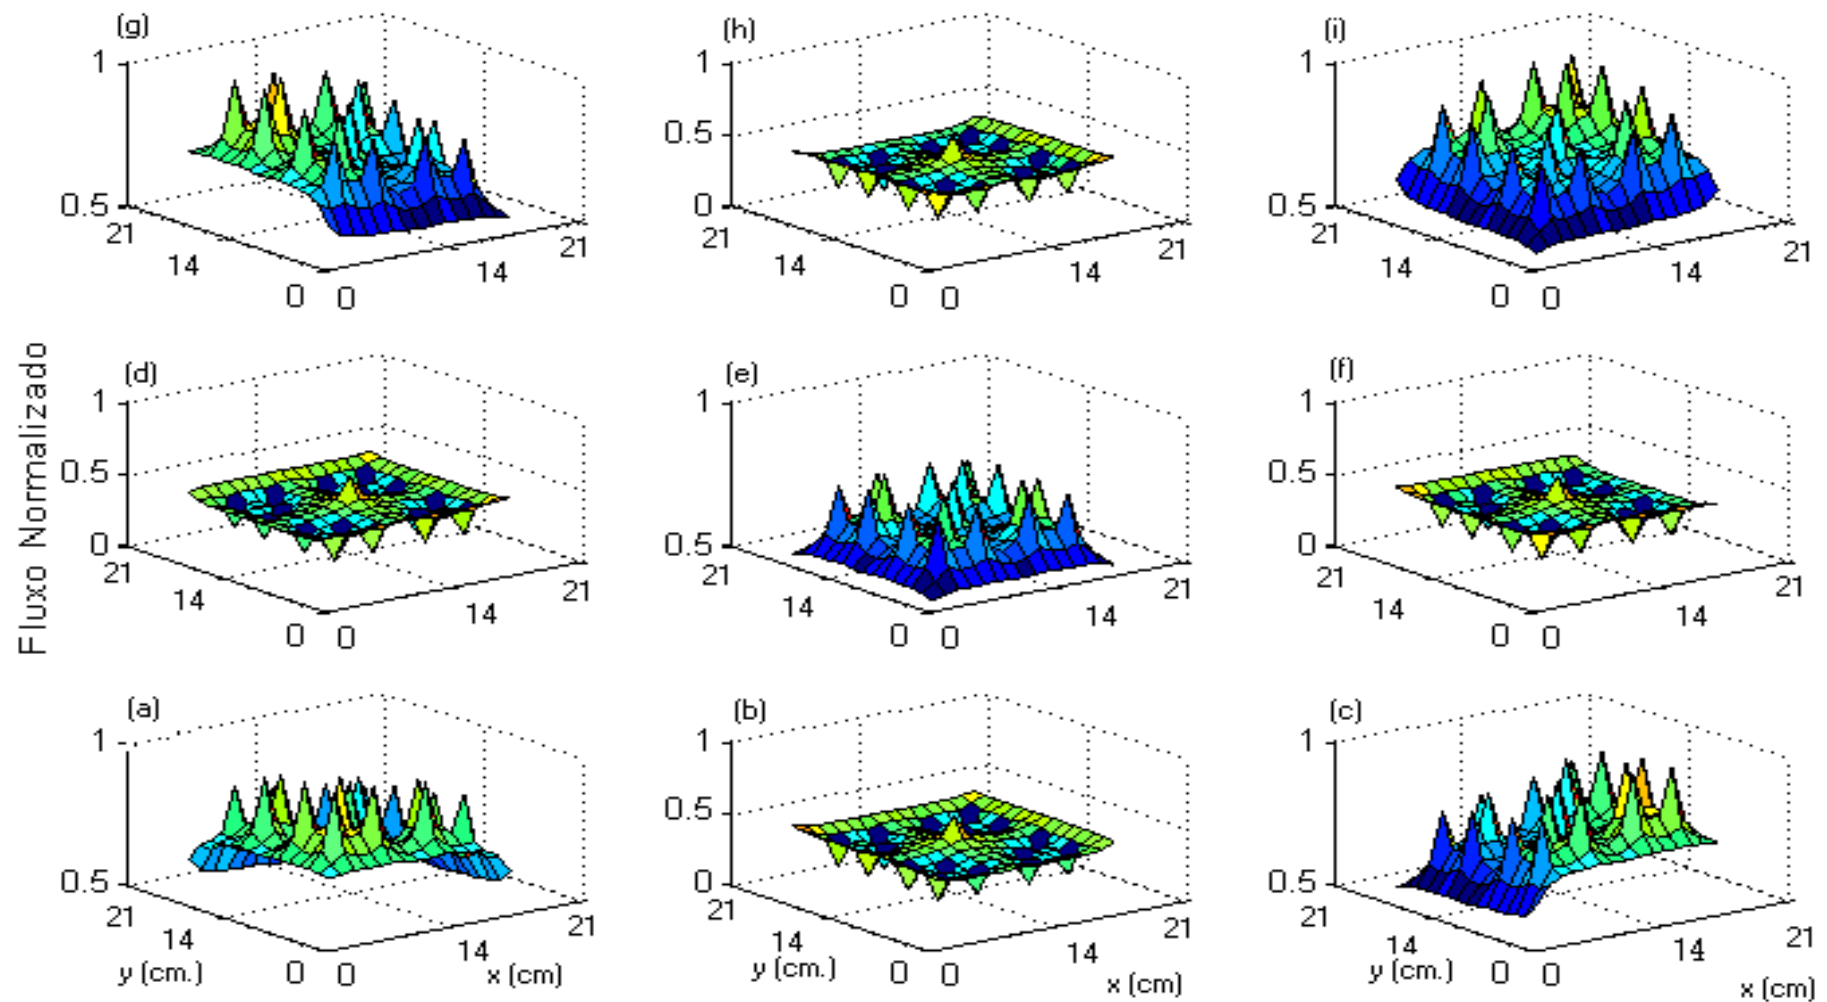 (g) (h) (i)
1 1 1
0.5
0.5 0 0.5
21 21 21 21 21 21
14 14 14 14 14 14
0 0 0 0 0 0
Fluxo Normalizado
(d) (e) (f)
1 1 1
0.5 0.5
0 0.5 0
21 21 21 21 21 21
14 14 14 14 14 14
0 0 0 0 0 0
(a) (b) (c)
1 1 1
0.5
0.5 0 0.5
21 21 21 21 21 21
14 14 14 14 14 14
y (cm.) 0 0 x (cm) y (cm.) 0 0 x (cm) y (cm.) 0 0 x (cm)